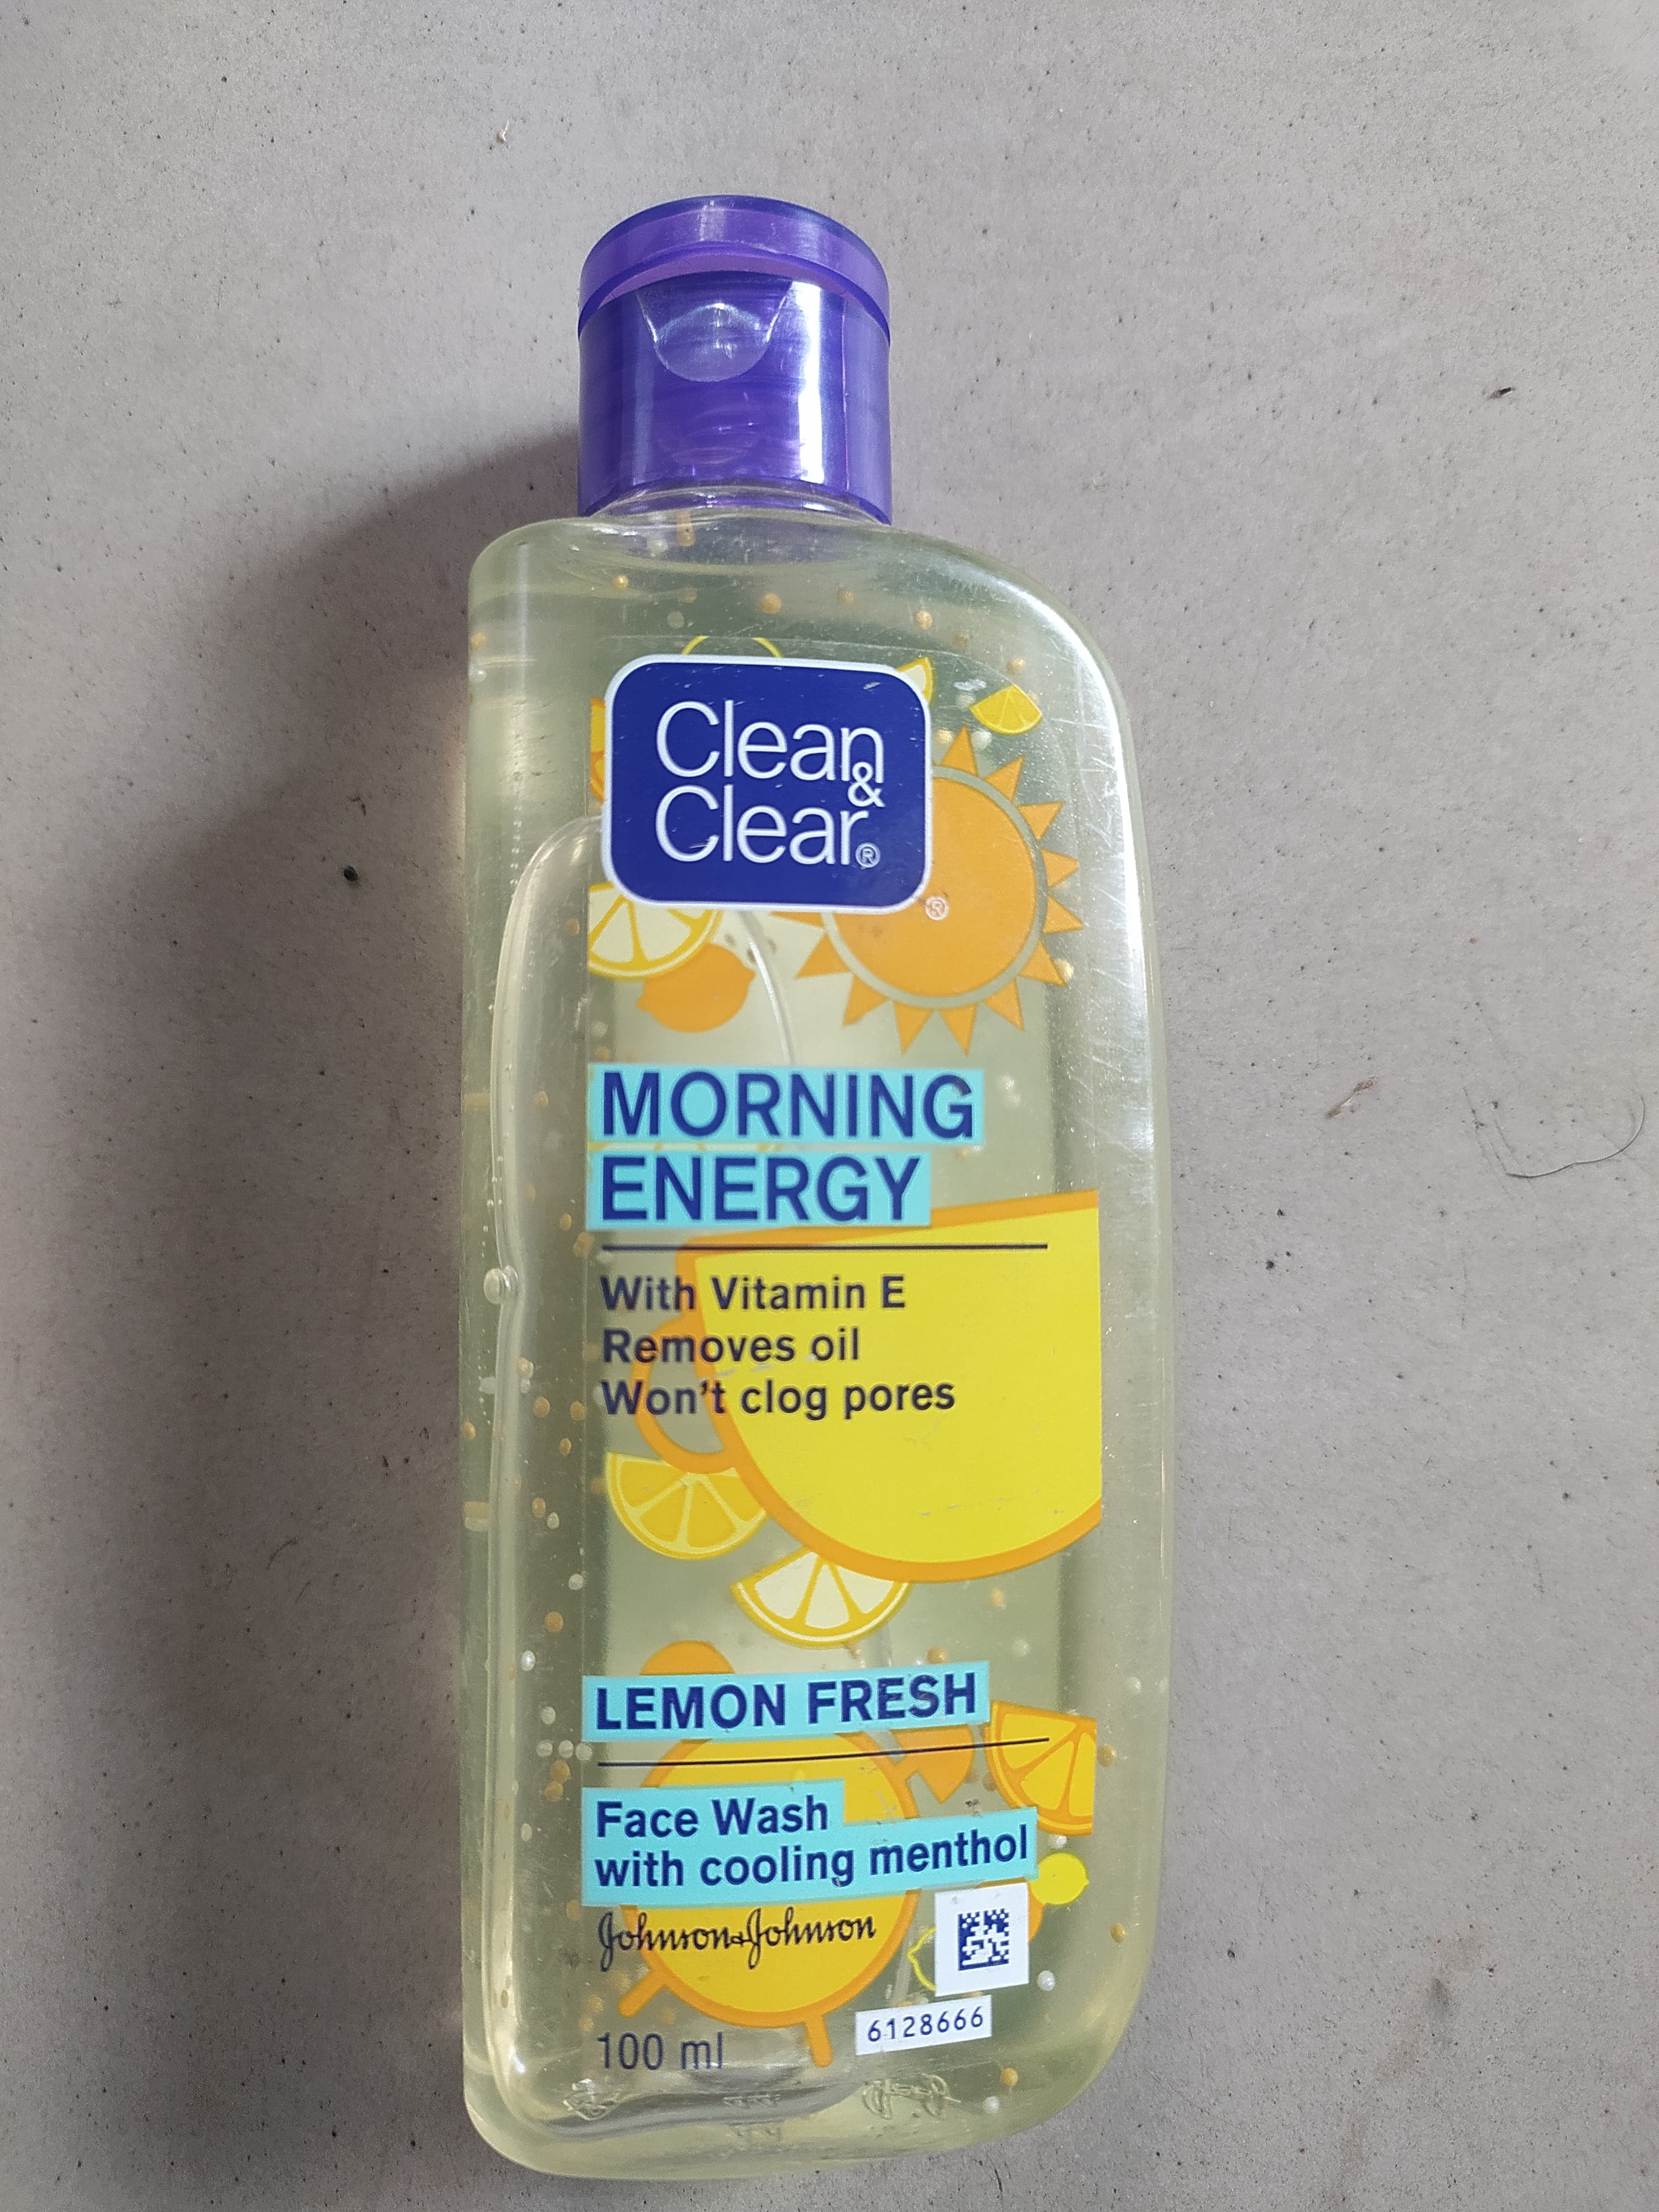 Clean
&
Clear®
®
MORNING
ENERGY
With Vitamin E
Removes oil
Won't clog pores
LEMON FRESH
Face Wash
with cooling menthol
Johnson & Johnson
6128666
100 ml